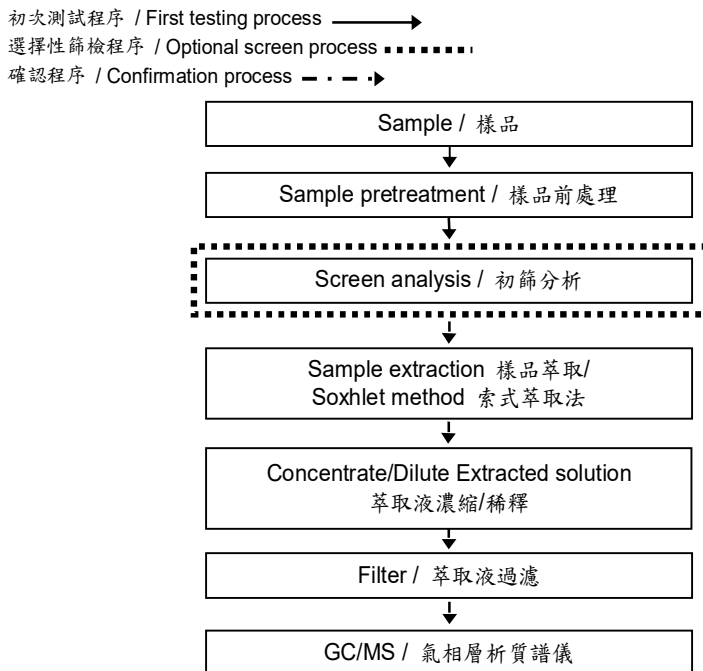 初次測試程序 / First testing process
選擇性篩檢程序 / Optional screen process
確認程序 / Confirmation process
Sample / 樣品
Sample pretreatment / 樣品前處理
Screen analysis / 初篩分析
Sample extraction 樣品萃取/
Soxhlet method 索式萃取法
Concentrate/Dilute Extracted solution
萃取液濃縮/稀釋
Filter / 萃取液過濾
GC/MS / 氣相層析質譜儀